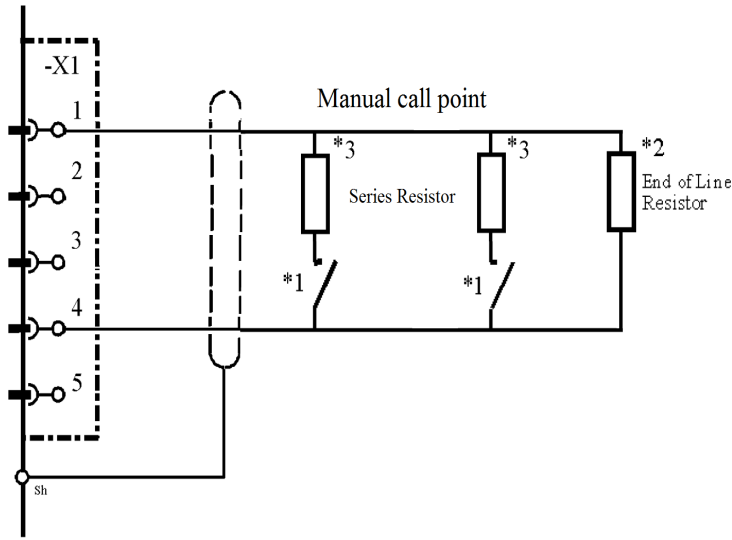 -X1
1
2
3
4
5
Sh
Manual call point
*3
Series Resistor
*1
*3
*1
*2
End of Line
Resistor